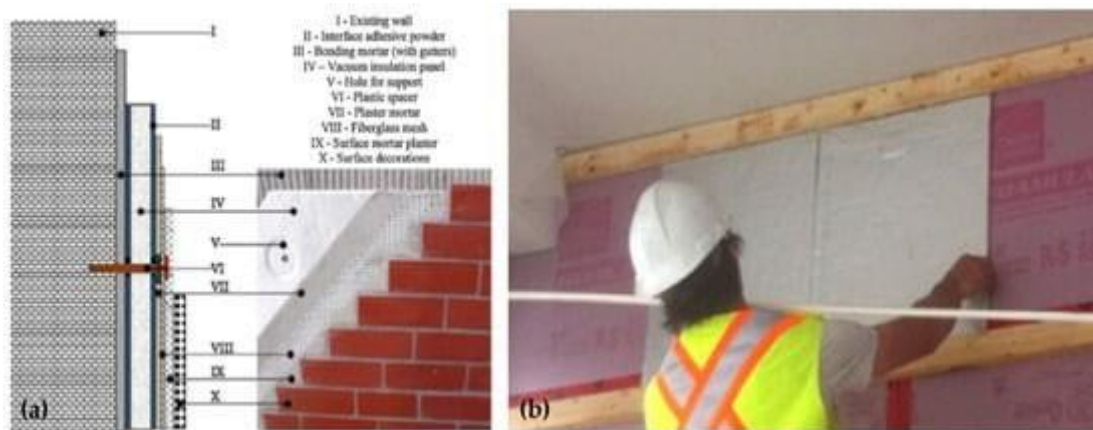 I - Existing wall
II - Interface adhesive powder
III - Bonding mortar (with gutters)
IV - Vacuum insulation panel
V - Hole for support
VI - Plastic spacer
VII - Plaster mortar
VIII - Fiberglass mesh
IX - Surface mortar plaster
X - Surface decorations
I
II
III
IV
V
VI
VII
VIII
IX
X
(a)
(b)